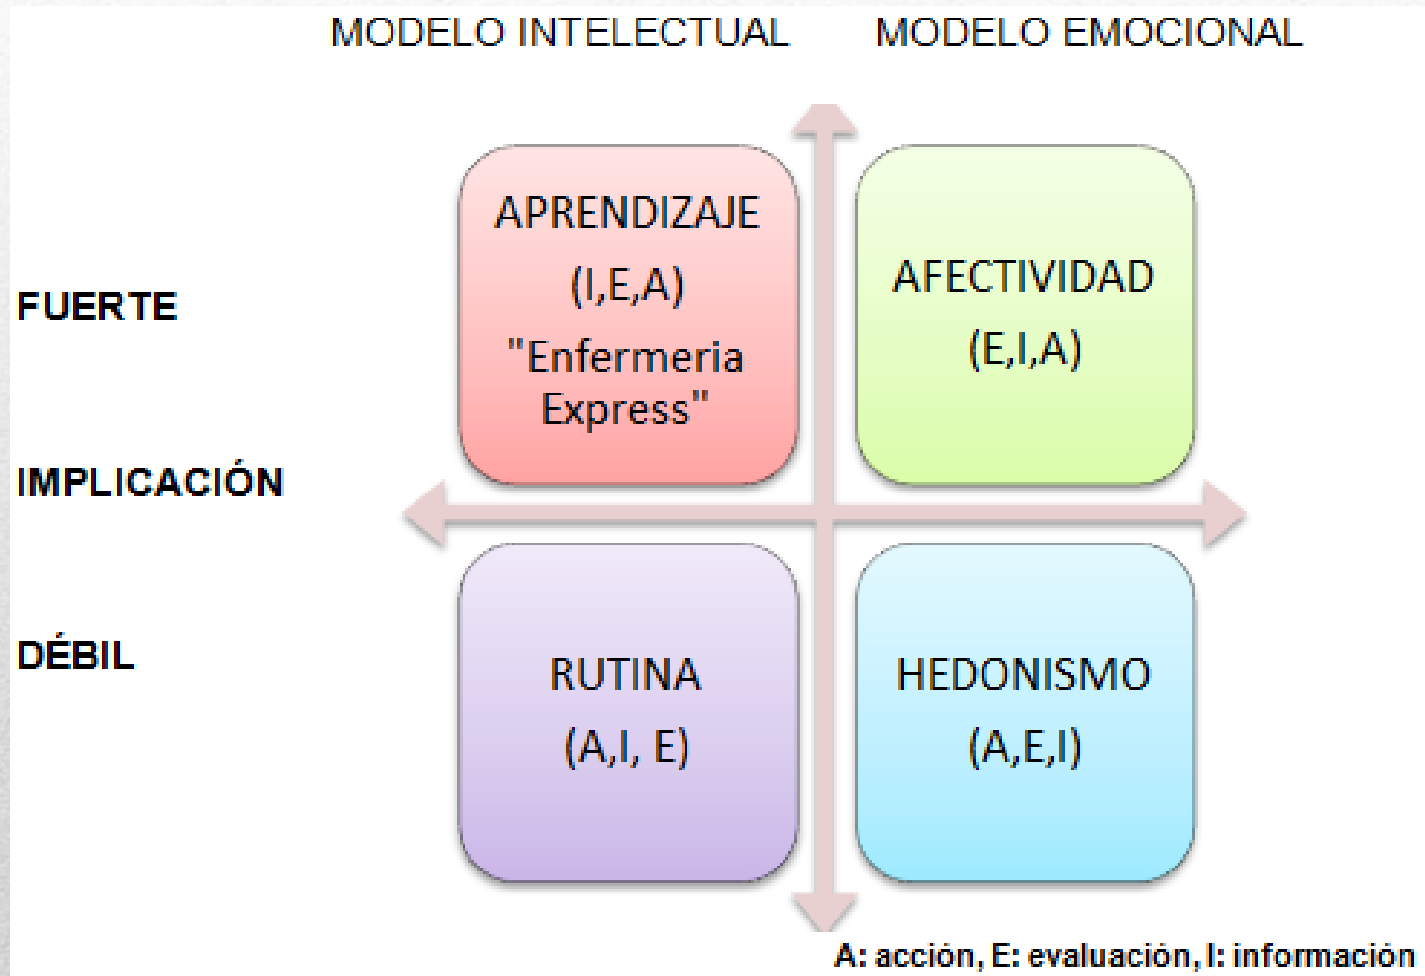 MODELO INTELECTUAL
MODELO EMOCIONAL
FUERTE
APRENDIZAJE
(I,E,A)
"Enfermeria
Express"
AFECTIVIDAD
(E,I,A)
IMPLICACIÓN
DÉBIL
RUTINA
(A,I, E)
HEDONISMO
(A,E,I)
A: acción, E: evaluación, I: información